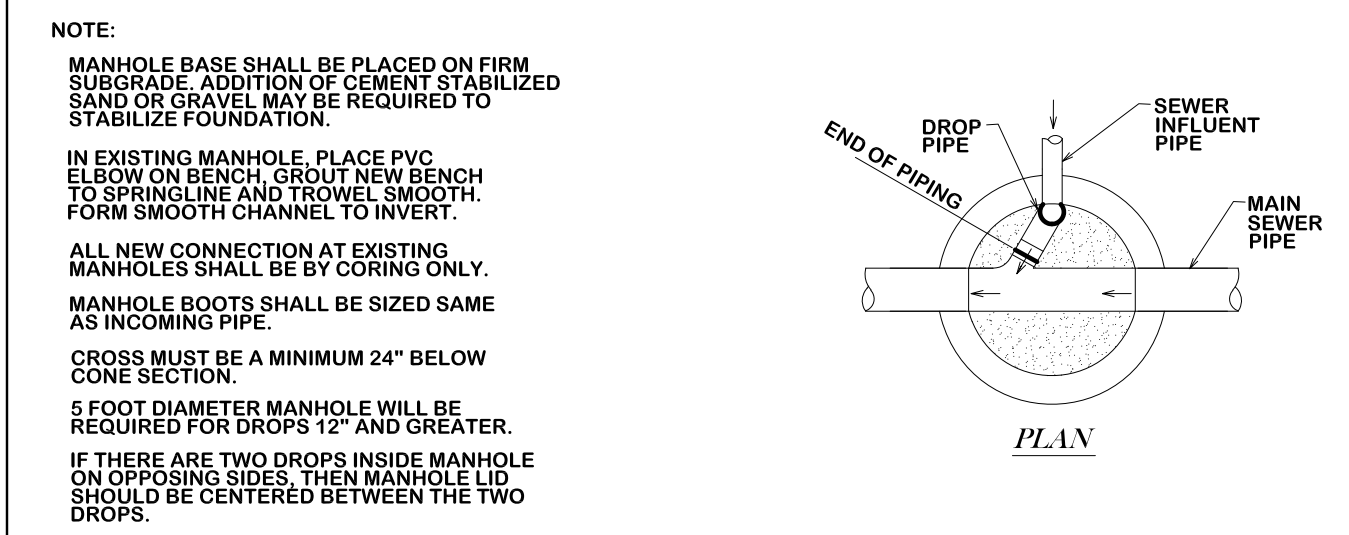 NOTE:
MANHOLE BASE SHALL BE PLACED ON FIRM
SUBGRADE. ADDITION OF CEMENT STABILIZED
SAND OR GRAVEL MAY BE REQUIRED TO
STABILIZE FOUNDATION.
IN EXISTING MANHOLE, PLACE PVC
ELBOW ON BENCH, GROUT NEW BENCH
TO SPRINGLINE AND TROWEL SMOOTH.
FORM SMOOTH CHANNEL TO INVERT.
ALL NEW CONNECTION AT EXISTING
MANHOLES SHALL BE BY CORING ONLY.
MANHOLE BOOTS SHALL BE SIZED SAME
AS INCOMING PIPE.
CROSS MUST BE A MINIMUM 24" BELOW
CONE SECTION.
5 FOOT DIAMETER MANHOLE WILL BE
REQUIRED FOR DROPS 12" AND GREATER.
IF THERE ARE TWO DROPS INSIDE MANHOLE
ON OPPOSING SIDES, THEN MANHOLE LID
SHOULD BE CENTERED BETWEEN THE TWO
DROPS.
END OF PIPING
DROP
PIPE
SEWER
INFLUENT
PIPE
MAIN
SEWER
PIPE
PLAN